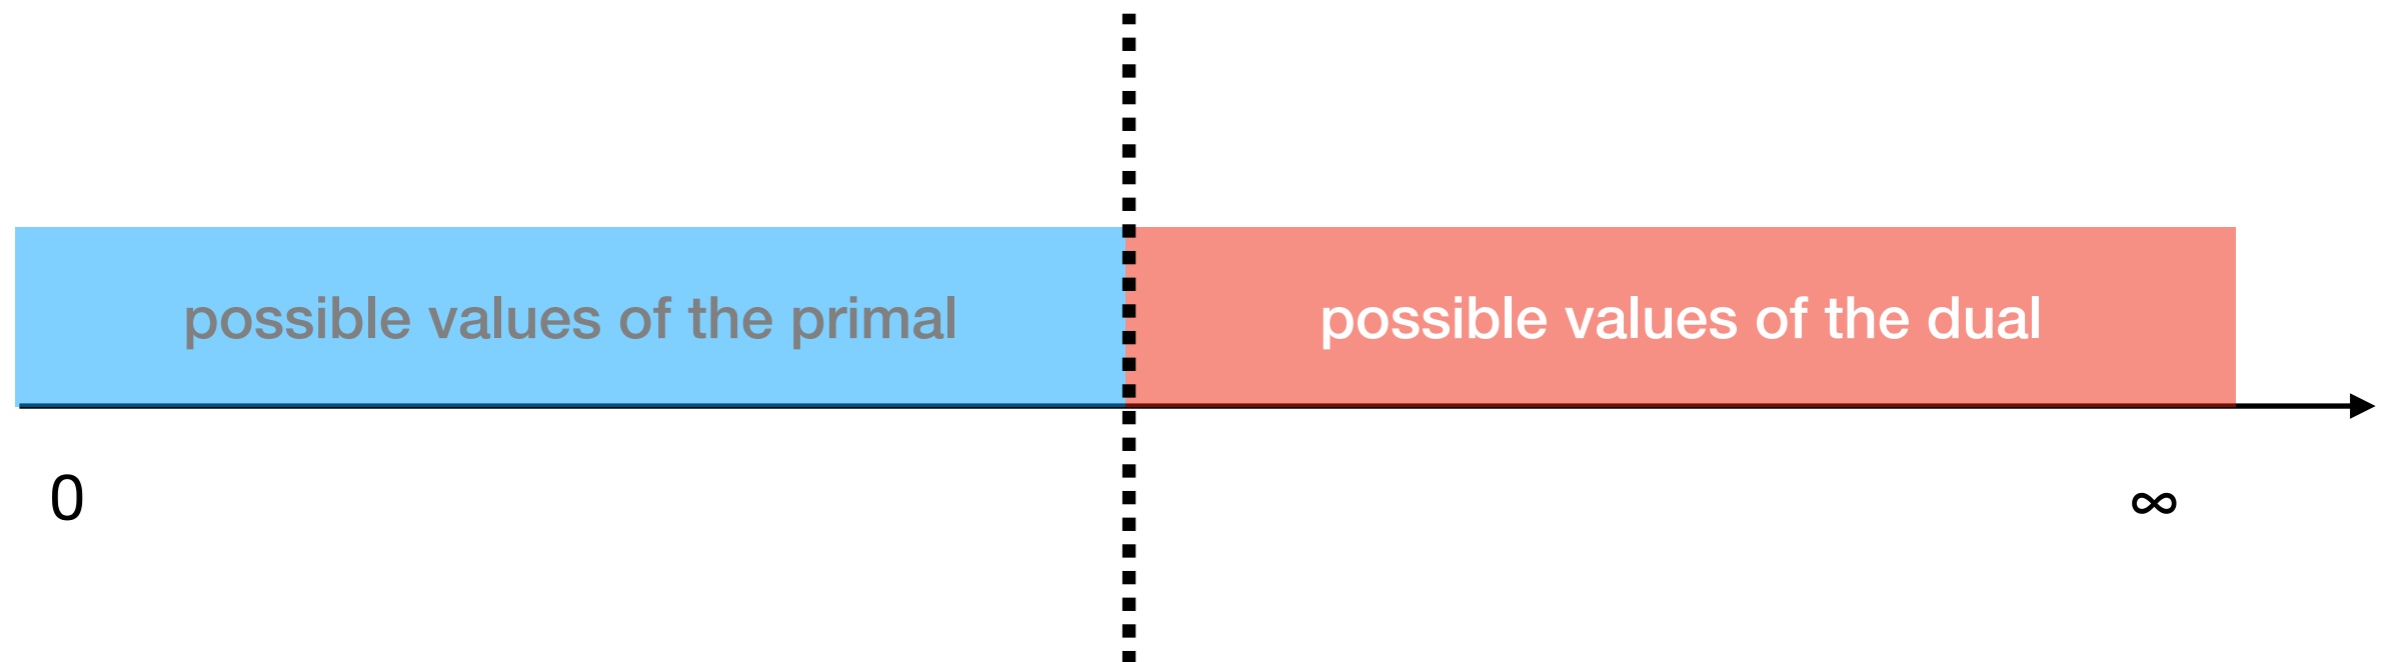 possible values of the primal
possible values of the dual
0
∞